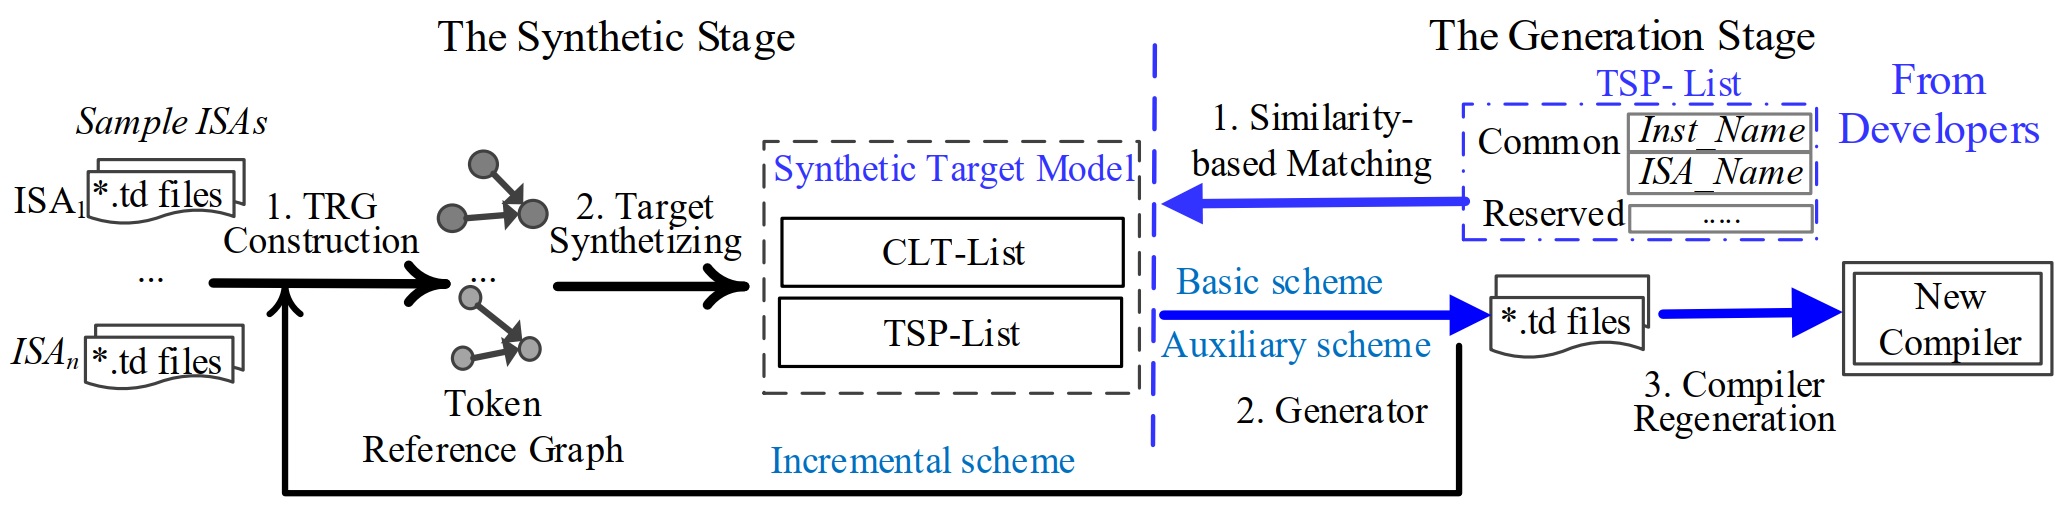 The Synthetic Stage
Sample ISAs
ISA1
*.td files
...
ISAn
*.td files
1. TRG
Construction
...
Token
Reference Graph
2. Target
Synthetizing
Synthetic Target Model
CLT-List
TSP-List
Incremental scheme
The Generation Stage
TSP- List
From
Developers
Common
Inst_Name
ISA_Name
Reserved
.....
1. Similarity-
based Matching
Basic scheme
Auxiliary scheme
2. Generator
*.td files
3. Compiler
Regeneration
New
Compiler